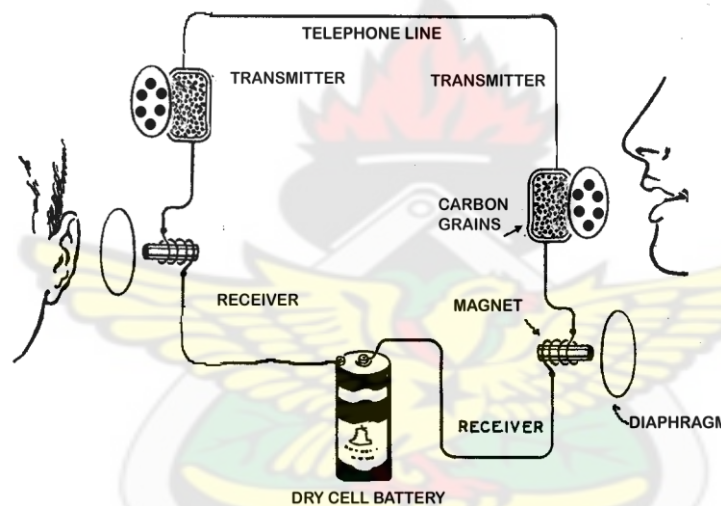 TELEPHONE LINE
TRANSMITTER
TRANSMITTER
CARBON
GRAINS
RECEIVER
MAGNET
RECEIVER
DIAPHRAGM
DRY CELL BATTERY